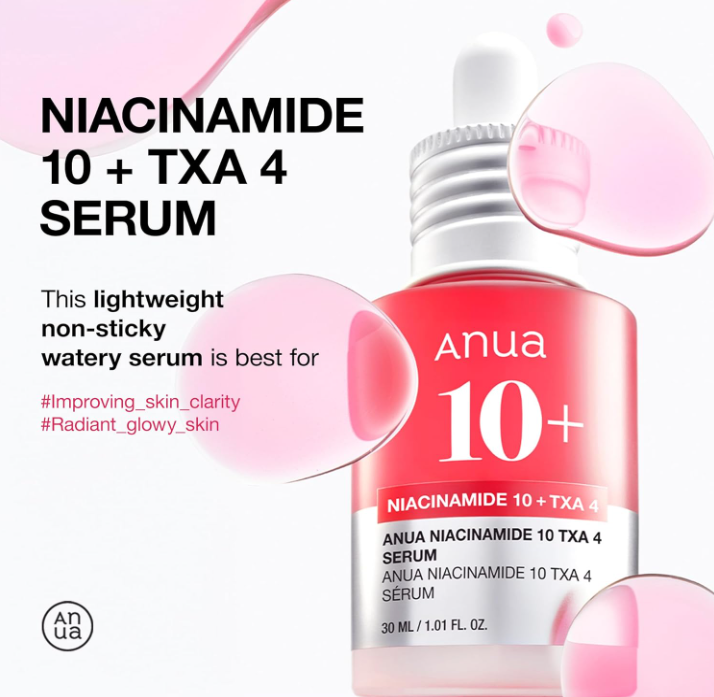 NIACINAMIDE
10 + TXA 4
SERUM
This lightweight
non-sticky
watery serum is best for
#Improving_skin_clarity
#Radiant_glowy_skin
An
ua
Anua
10+
NIACINAMIDE 10 + TXA 4
ANUA NIACINAMIDE 10 TXA 4
SERUM
ANUA NIACINAMIDE 10 TXA 4
SÉRUM
30 ML / 1.01 FL. OZ.